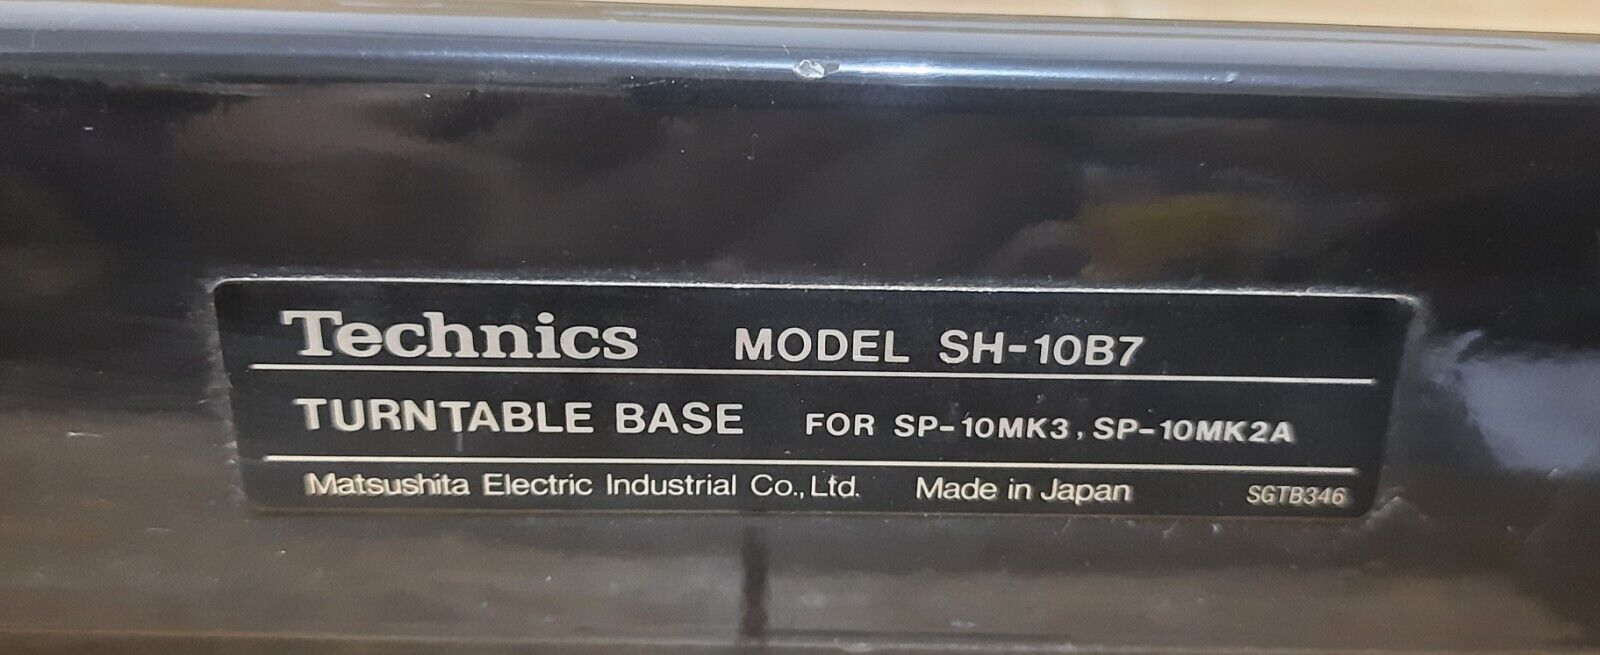 Technics MODEL SH-10B7
TURNTABLE BASE FOR SP-10MK3, SP-10MK2A
Matsushita Electric Industrial Co., Ltd. Made in Japan SGTB346